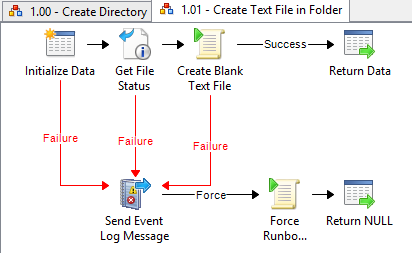 1.00 - Create Directory
1.01 - Create Text File in Folder
Initialize Data
Get File
Status
Create Blank
Text File
Success
Return Data
Failure
Failure
Failure
Send Event
Log Message
Force
Force
Runbo...
Return NULL